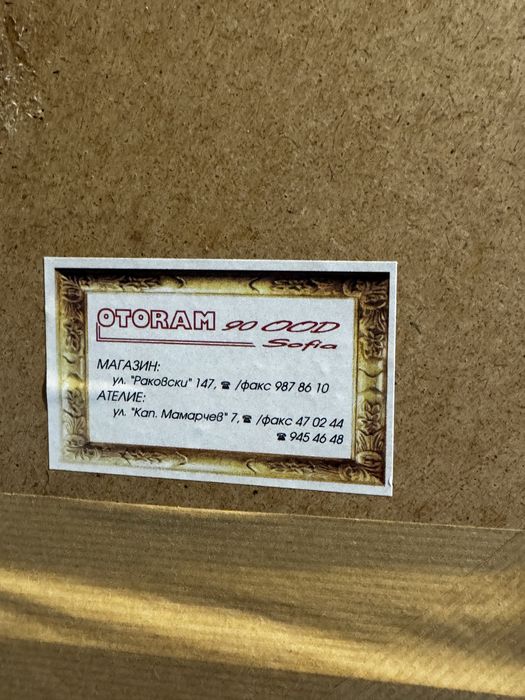 OTORAM 90 OOD
Sofia
МАГАЗИН:
ул. "Раковски" 147, ☎ /факс 987 86 10
АТЕЛИЕ:
ул. "Кап. Мамарчев" 7, ☎ /факс 47 02 44
☎ 945 46 48